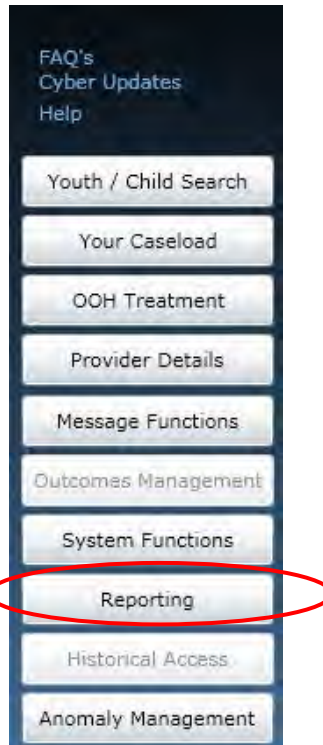 FAQ's
Cyber Updates
Help
Youth / Child Search
Your Caseload
OOH Treatment
Provider Details
Message Functions
Outcomes Management
System Functions
Reporting
Historical Access
Anomaly Management